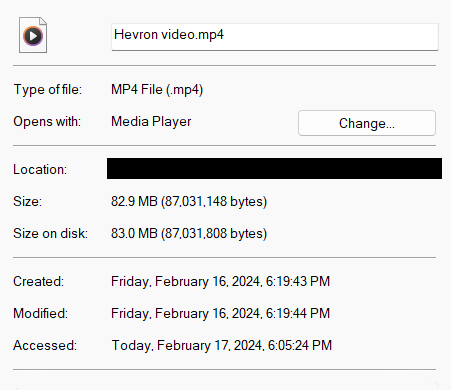 Hevron video.mp4
Type of file: MP4 File (.mp4)
Opens with: Media Player Change...
Location:
Size: 82.9 MB (87,031,148 bytes)
Size on disk: 83.0 MB (87,031,808 bytes)
Created: Friday, February 16, 2024, 6:19:43 PM
Modified: Friday, February 16, 2024, 6:19:44 PM
Accessed: Today, February 17, 2024, 6:05:24 PM